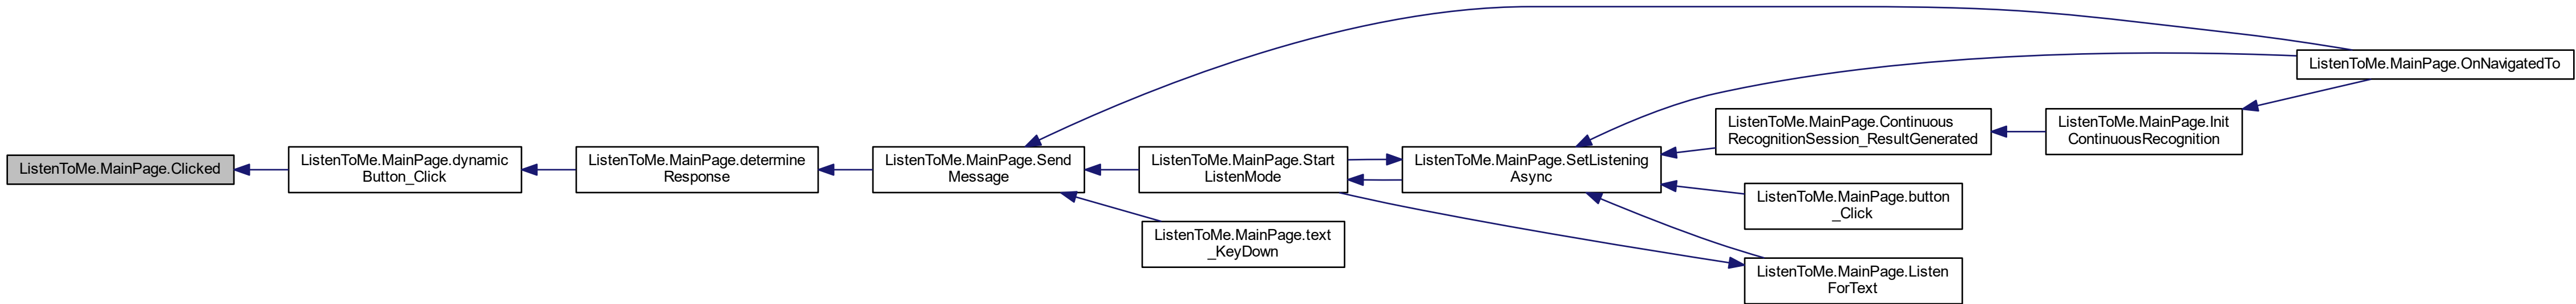 ListenToMe.MainPage.Clicked
ListenToMe.MainPage.dynamic
Button_Click
ListenToMe.MainPage.determine
Response
ListenToMe.MainPage.Send
Message
ListenToMe.MainPage.Start
ListenMode
ListenToMe.MainPage.text
_KeyDown
ListenToMe.MainPage.SetListening
Async
ListenToMe.MainPage.Continuous
RecognitionSession_ResultGenerated
ListenToMe.MainPage.button
_Click
ListenToMe.MainPage.Listen
ForText
ListenToMe.MainPage.Init
ContinuousRecognition
ListenToMe.MainPage.OnNavigatedTo